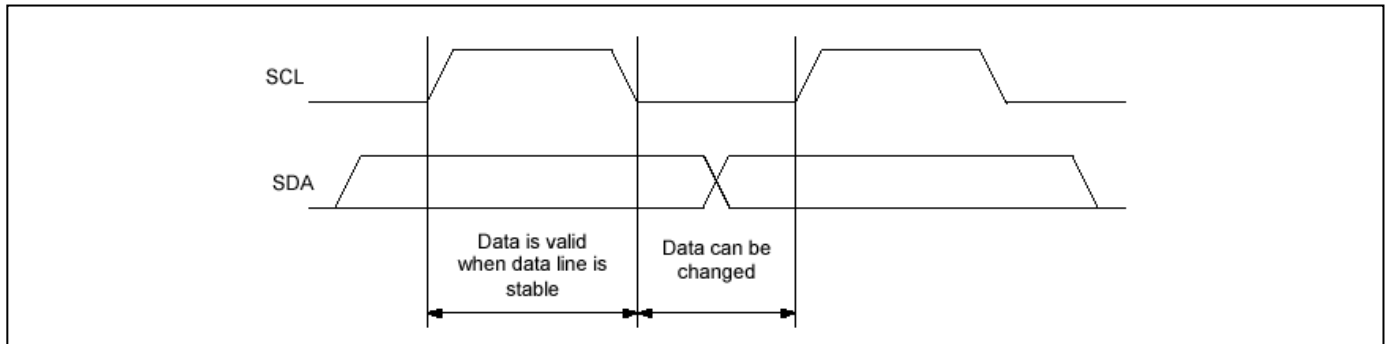 SCL
SDA
Data is valid
when data line is
stable
Data can be
changed